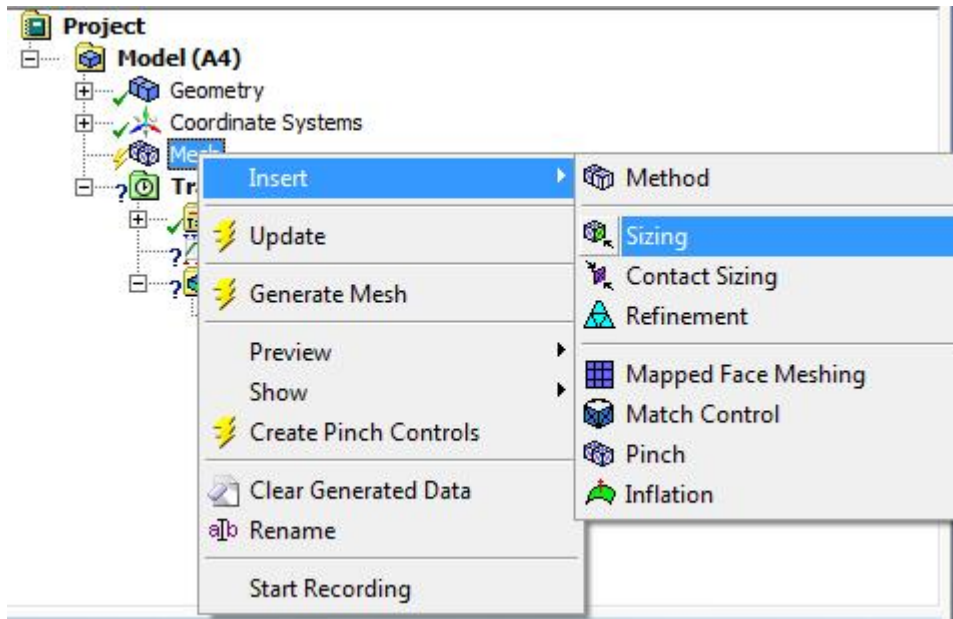 Project
Model (A4)
Geometry
Coordinate Systems
Mesh
Insert
Update
Generate Mesh
Preview
Show
Create Pinch Controls
Clear Generated Data
Rename
Start Recording
Method
Sizing
Contact Sizing
Refinement
Mapped Face Meshing
Match Control
Pinch
Inflation